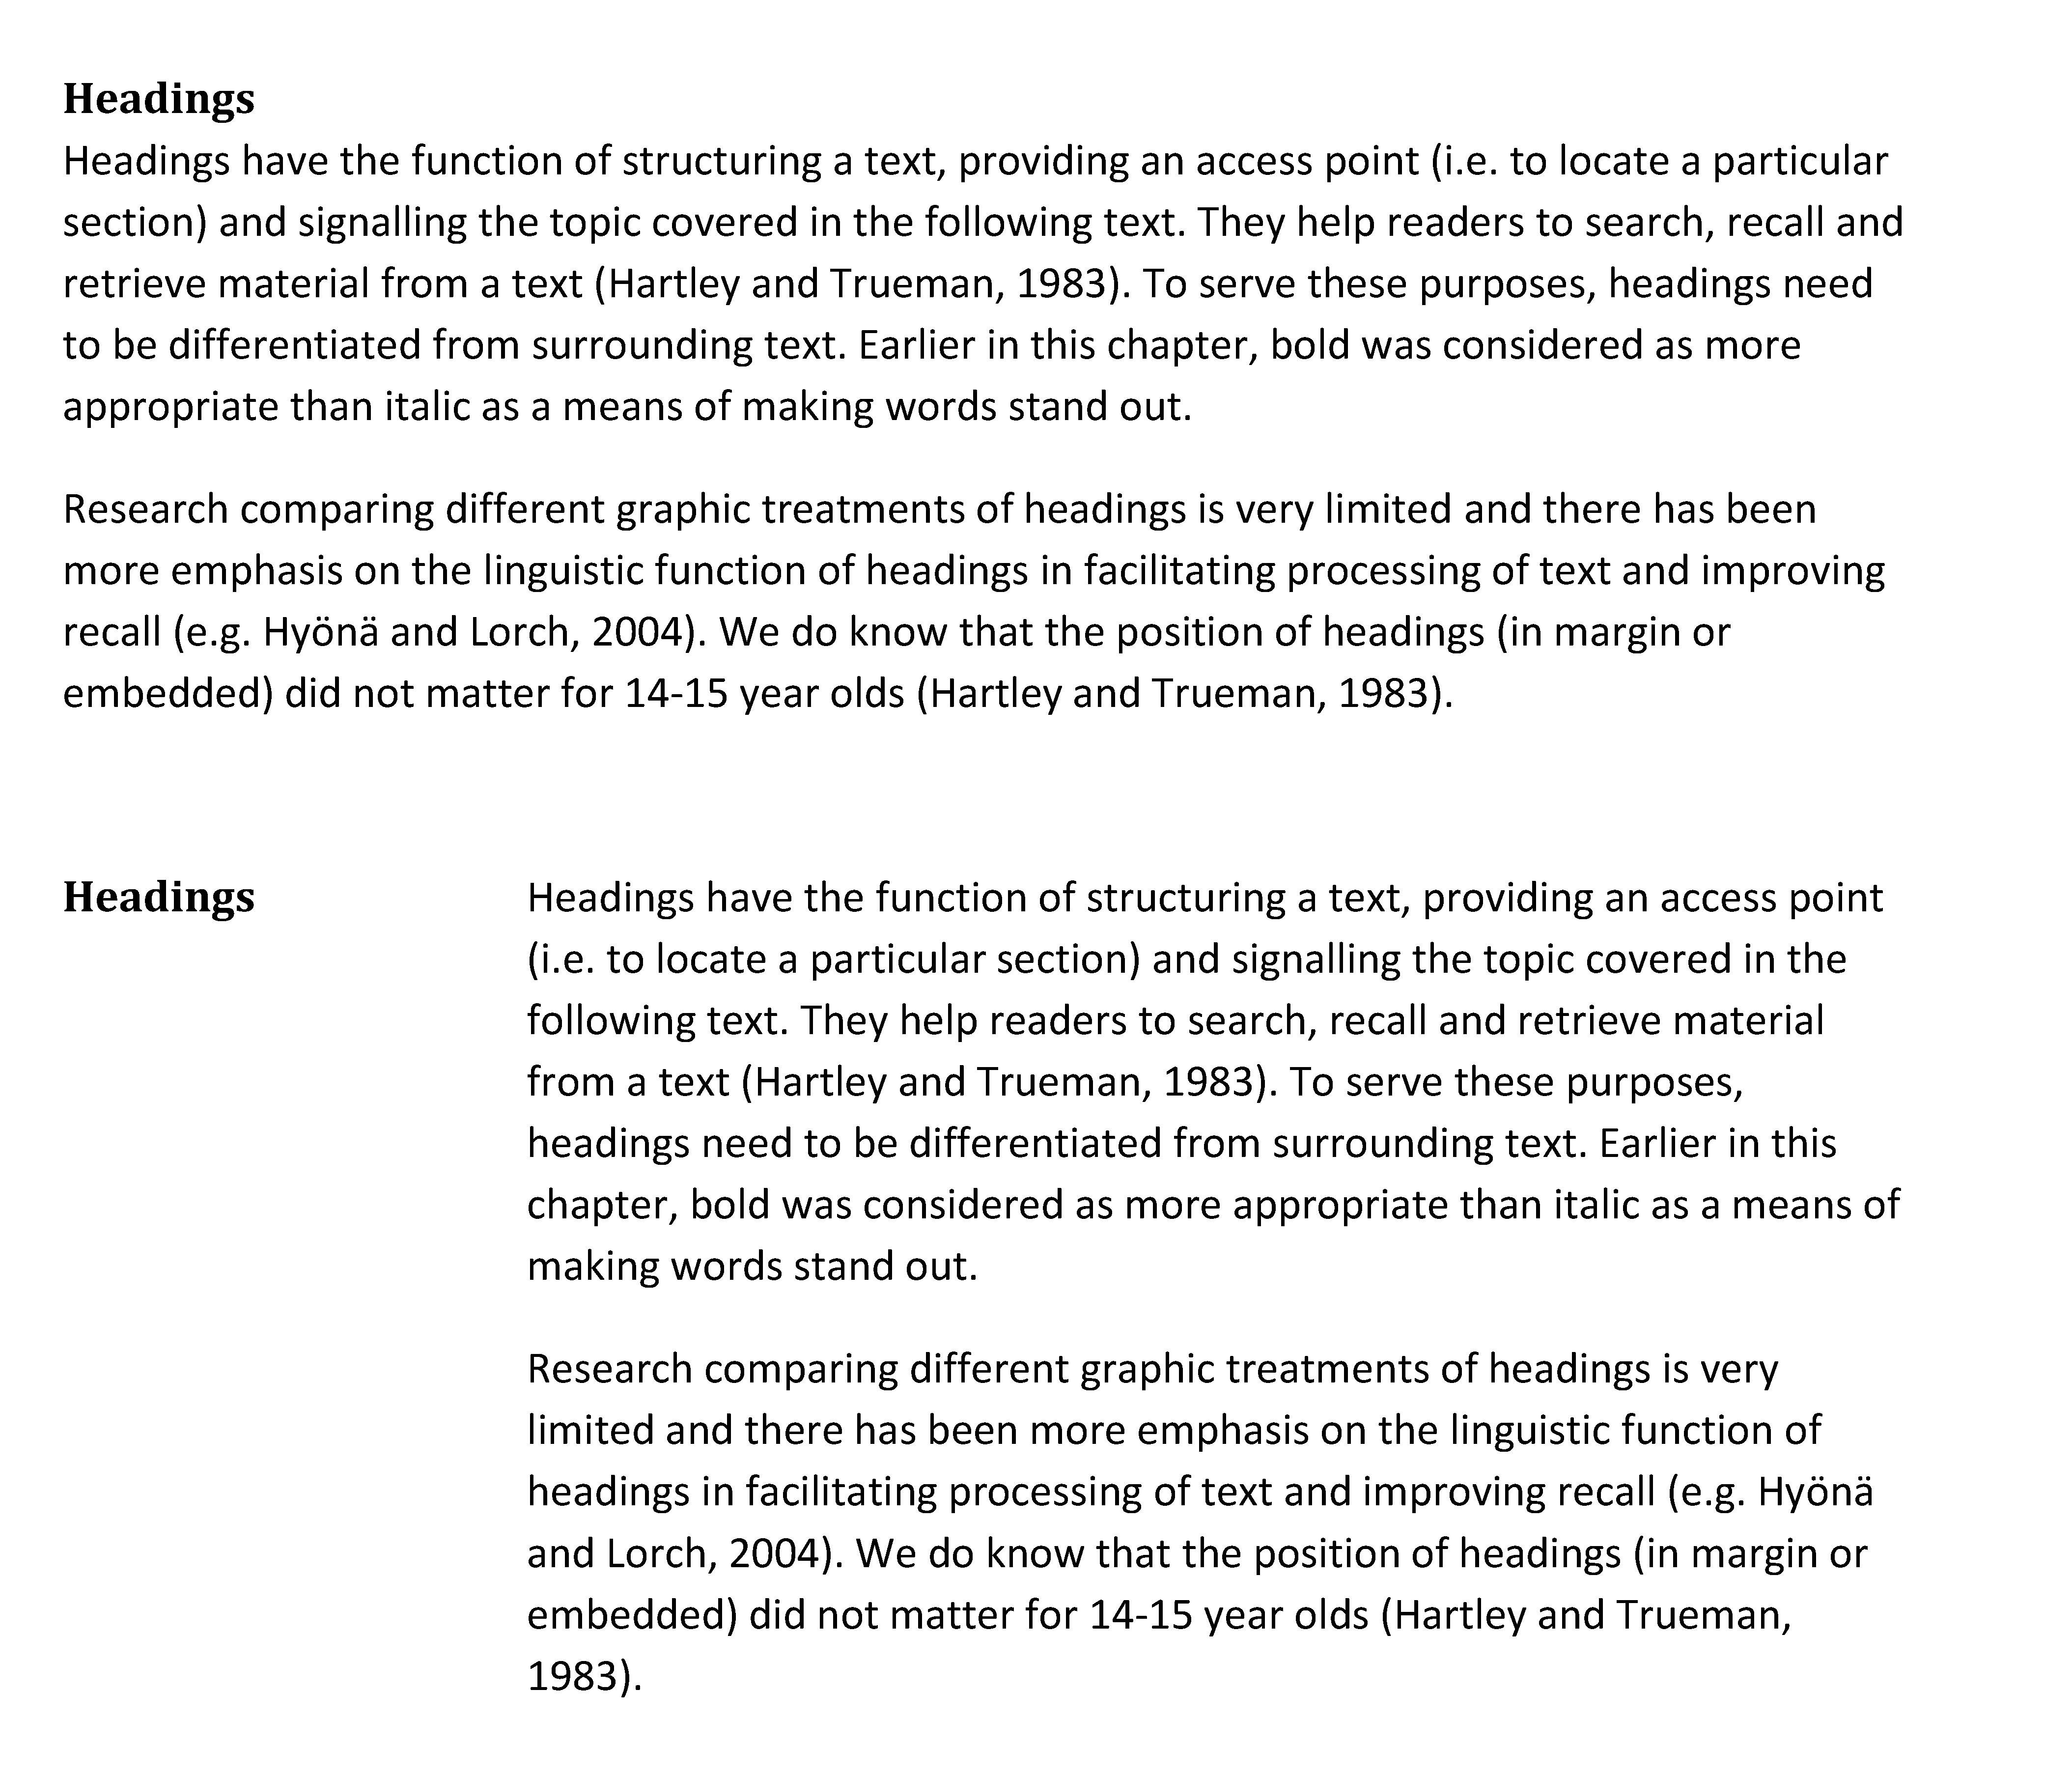 Headings
Headings have the function of structuring a text, providing an access point (i.e. to locate a particular
section) and signalling the topic covered in the following text. They help readers to search, recall and
retrieve material from a text (Hartley and Trueman, 1983). To serve these purposes, headings need
to be differentiated from surrounding text. Earlier in this chapter, bold was considered as more
appropriate than italic as a means of making words stand out.
Research comparing different graphic treatments of headings is very limited and there has been
more emphasis on the linguistic function of headings in facilitating processing of text and improving
recall (e.g. Hyönä and Lorch, 2004). We do know that the position of headings (in margin or
embedded) did not matter for 14-15 year olds (Hartley and Trueman, 1983).
Headings
Headings have the function of structuring a text, providing an access point
(i.e. to locate a particular section) and signalling the topic covered in the
following text. They help readers to search, recall and retrieve material
from a text (Hartley and Trueman, 1983). To serve these purposes,
headings need to be differentiated from surrounding text. Earlier in this
chapter, bold was considered as more appropriate than italic as a means of
making words stand out.
Research comparing different graphic treatments of headings is very
limited and there has been more emphasis on the linguistic function of
headings in facilitating processing of text and improving recall (e.g. Hyönä
and Lorch, 2004). We do know that the position of headings (in margin or
embedded) did not matter for 14-15 year olds (Hartley and Trueman,
1983).